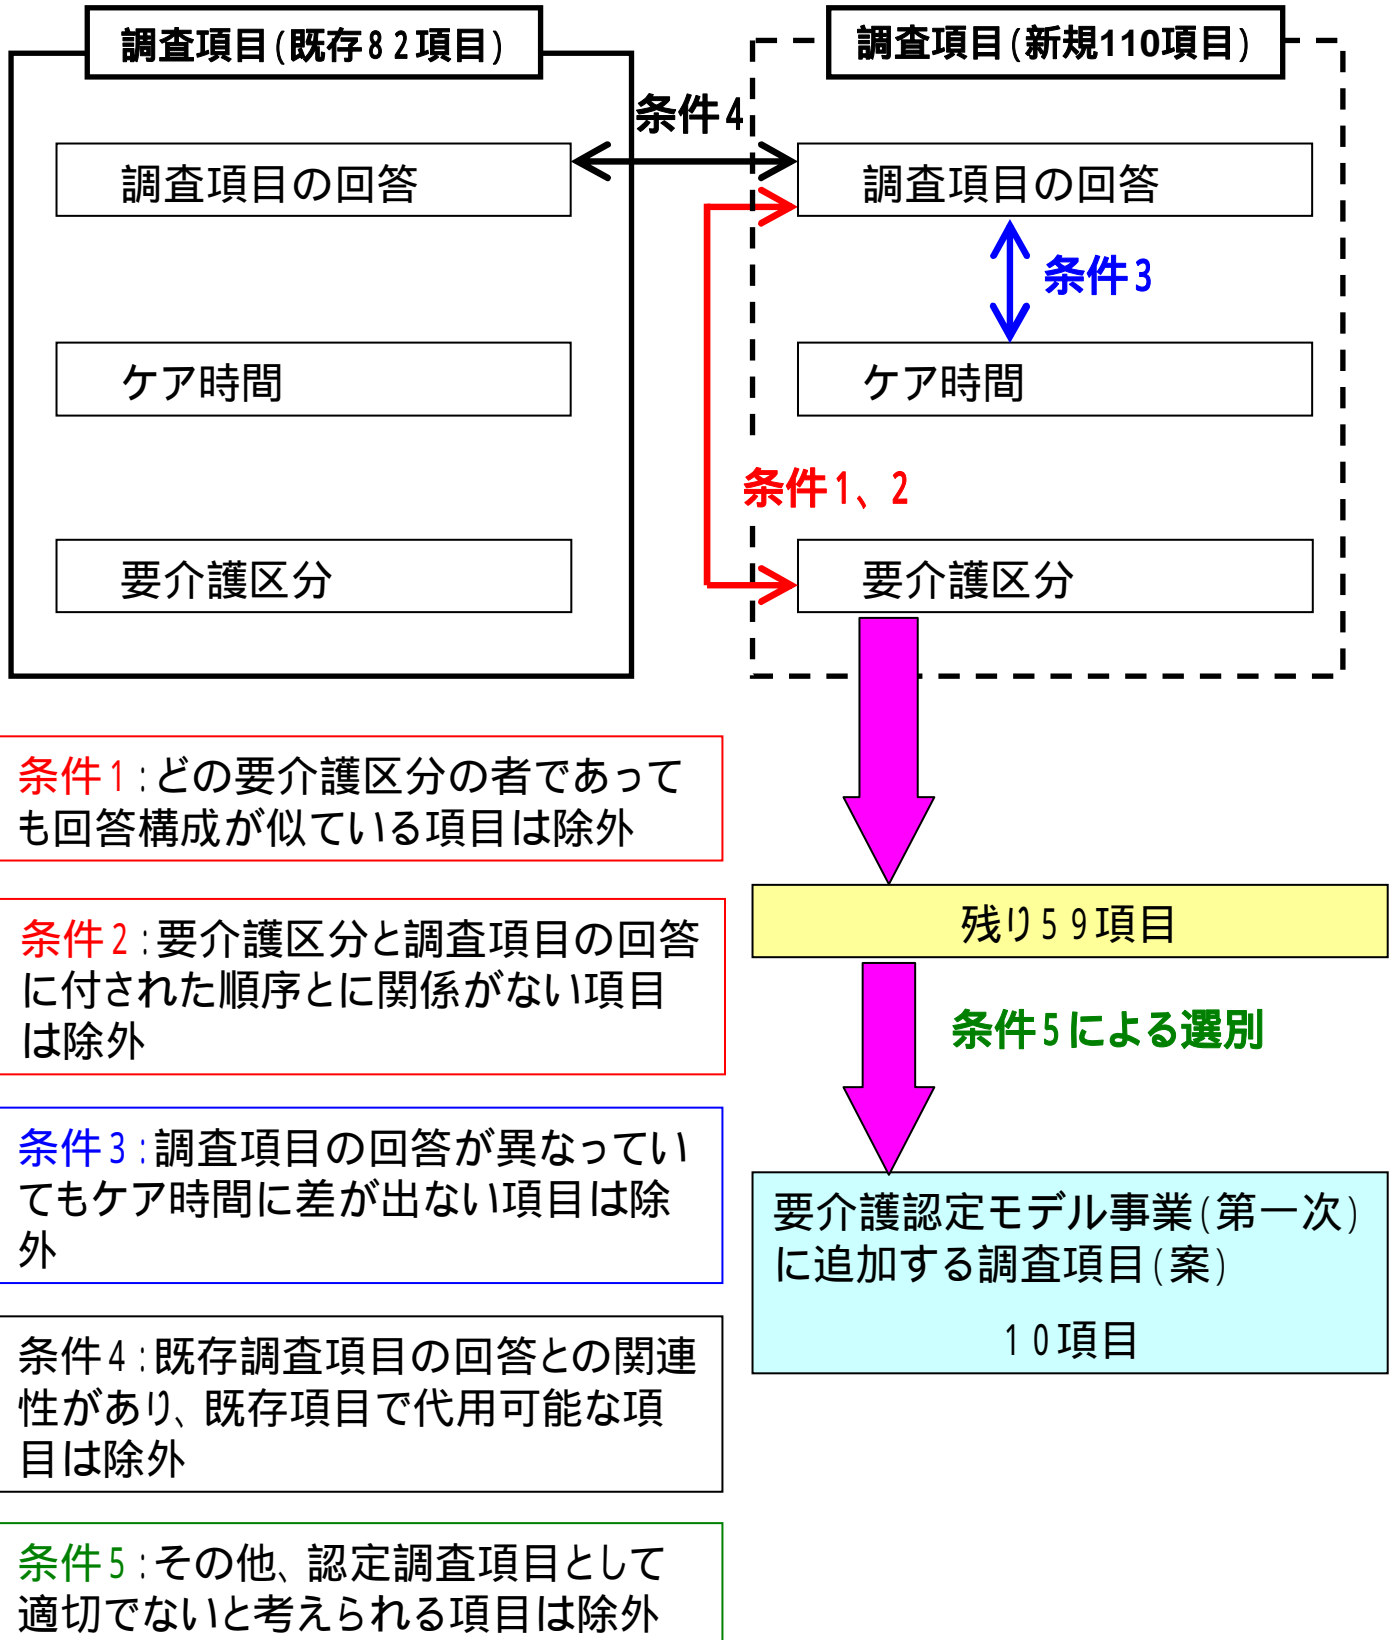 調査項目(既存82項目)
調査項目(新規110項目)
条件4
調査項目の回答
調査項目の回答
条件3
ケア時間
ケア時間
条件1、2
要介護区分
要介護区分
条件1:どの要介護区分の者であって
も回答構成が似ている項目は除外
条件2:要介護区分と調査項目の回答
に付された順序とに関係がない項目
は除外
条件3:調査項目の回答が異なってい
てもケア時間に差が出ない項目は除
外
条件4:既存調査項目の回答との関連
性があり、既存項目で代用可能な項
目は除外
条件5:その他、認定調査項目として
適切でないと考えられる項目は除外
残り59項目
条件5による選別
要介護認定モデル事業(第一次)
に追加する調査項目(案)
10項目